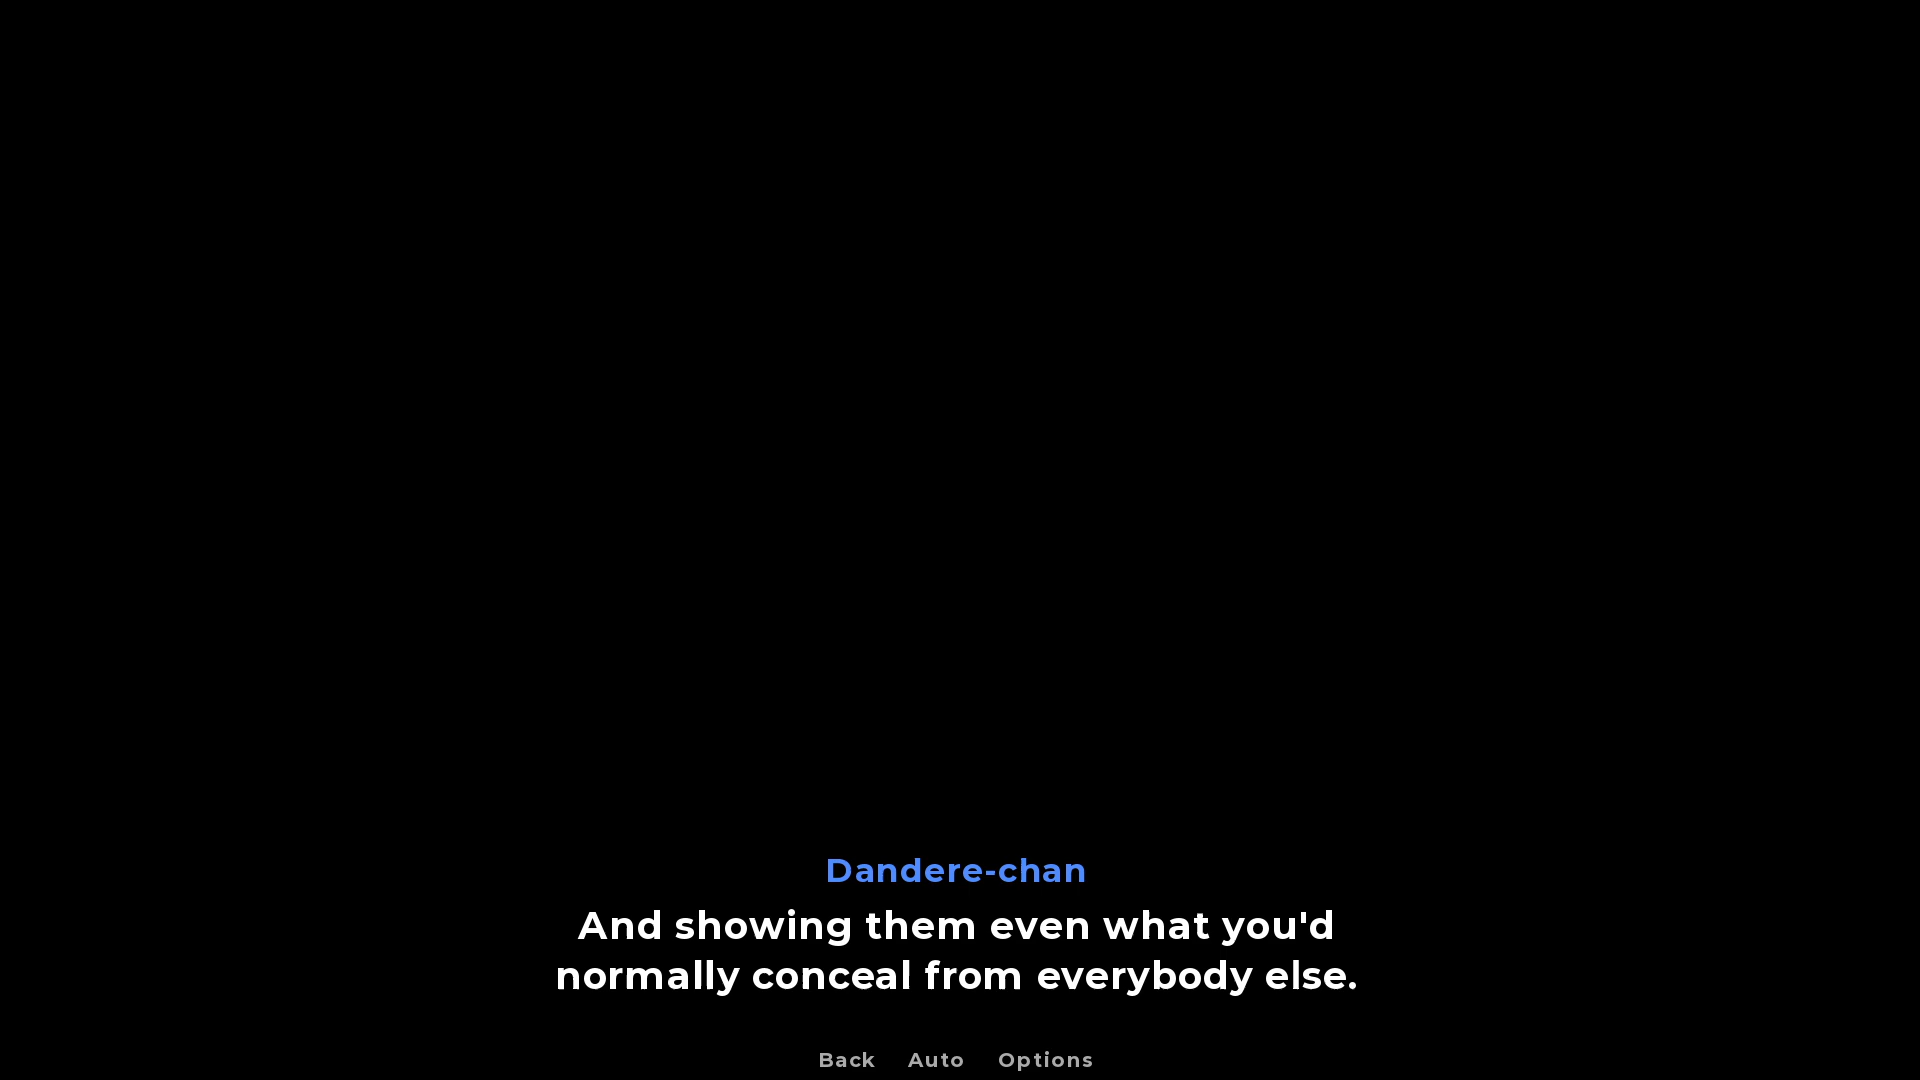 Dandere-chan
And showing them even what you'd
normally conceal from everybody else.
Back Auto Options